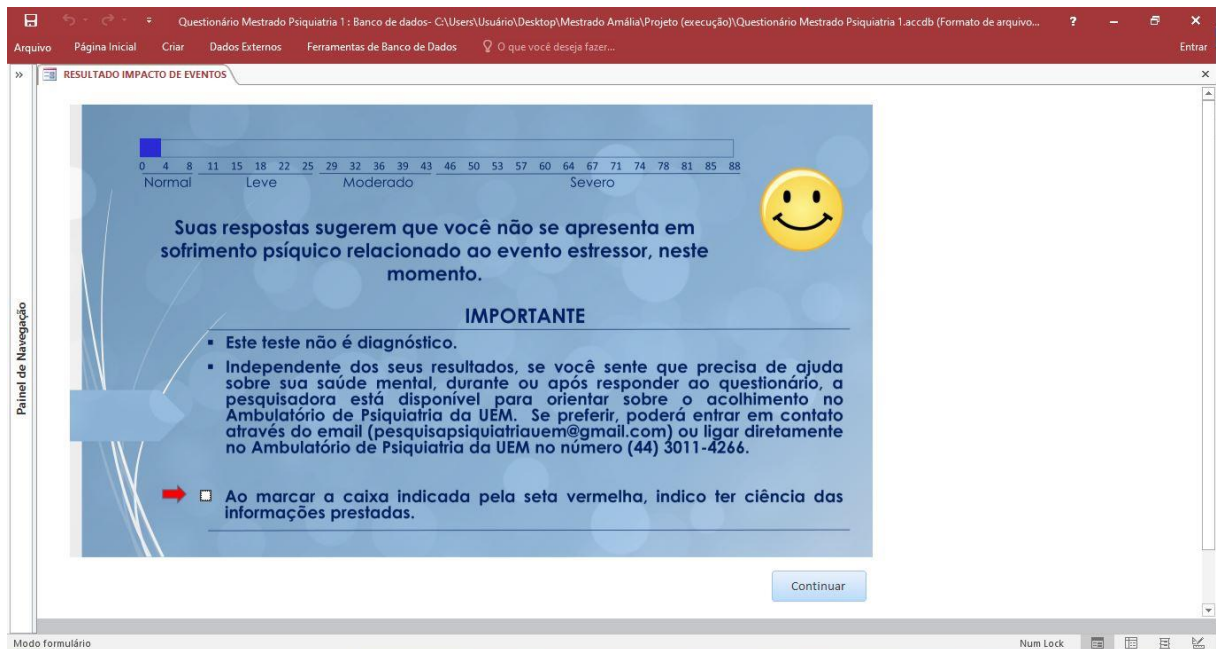 Questionário Mestrado Psiquiatria 1 : Banco de dados- C:\Users\Usuário\Desktop\Mestrado Amália\Projeto (execução)\Questionário Mestrado Psiquiatria 1.accdb (Formato de arquivo...
Arquivo Página Inicial Criar Dados Externos Ferramentas de Banco de Dados O que você deseja fazer... Entrar
RESULTADO IMPACTO DE EVENTOS
Painel de Navegação
0 4 8 11 15 18 22 25 29 32 36 39 43 46 50 53 57 60 64 67 71 74 78 81 85 88
Normal Leve Moderado Severo
Suas respostas sugerem que você não se apresenta em
sofrimento psíquico relacionado ao evento estressor, neste
momento.
IMPORTANTE
▪ Este teste não é diagnóstico.
▪ Independente dos seus resultados, se você sente que precisa de ajuda
sobre sua saúde mental, durante ou após responder ao questionário, a
pesquisadora está disponível para orientar sobre o acolhimento no
Ambulatório de Psiquiatria da UEM. Se preferir, poderá entrar em contato
através do email (pesquisapsiquiatriauem@gmail.com) ou ligar diretamente
no Ambulatório de Psiquiatria da UEM no número (44) 3011-4266.
Ao marcar a caixa indicada pela seta vermelha, indico ter ciência das
informações prestadas.
Continuar
Modo formulário Num Lock